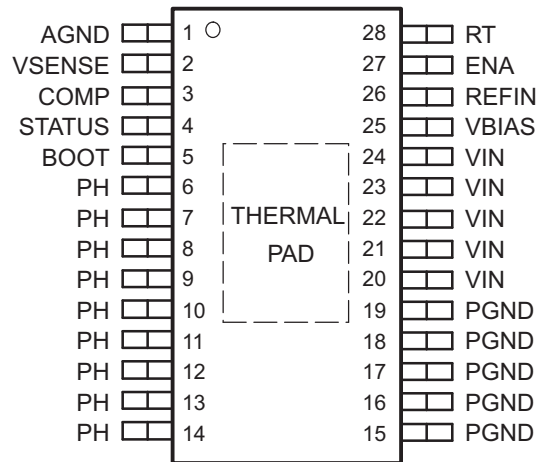 AGND 1 28 RT
VSENSE 2 27 ENA
COMP 3 26 REFIN
STATUS 4 25 VBIAS
BOOT 5 24 VIN
PH 6 23 VIN
PH 7 THERMAL 22 VIN
PH 8 PAD 21 VIN
PH 9 20 VIN
PH 10 19 PGND
PH 11 18 PGND
PH 12 17 PGND
PH 13 16 PGND
PH 14 15 PGND